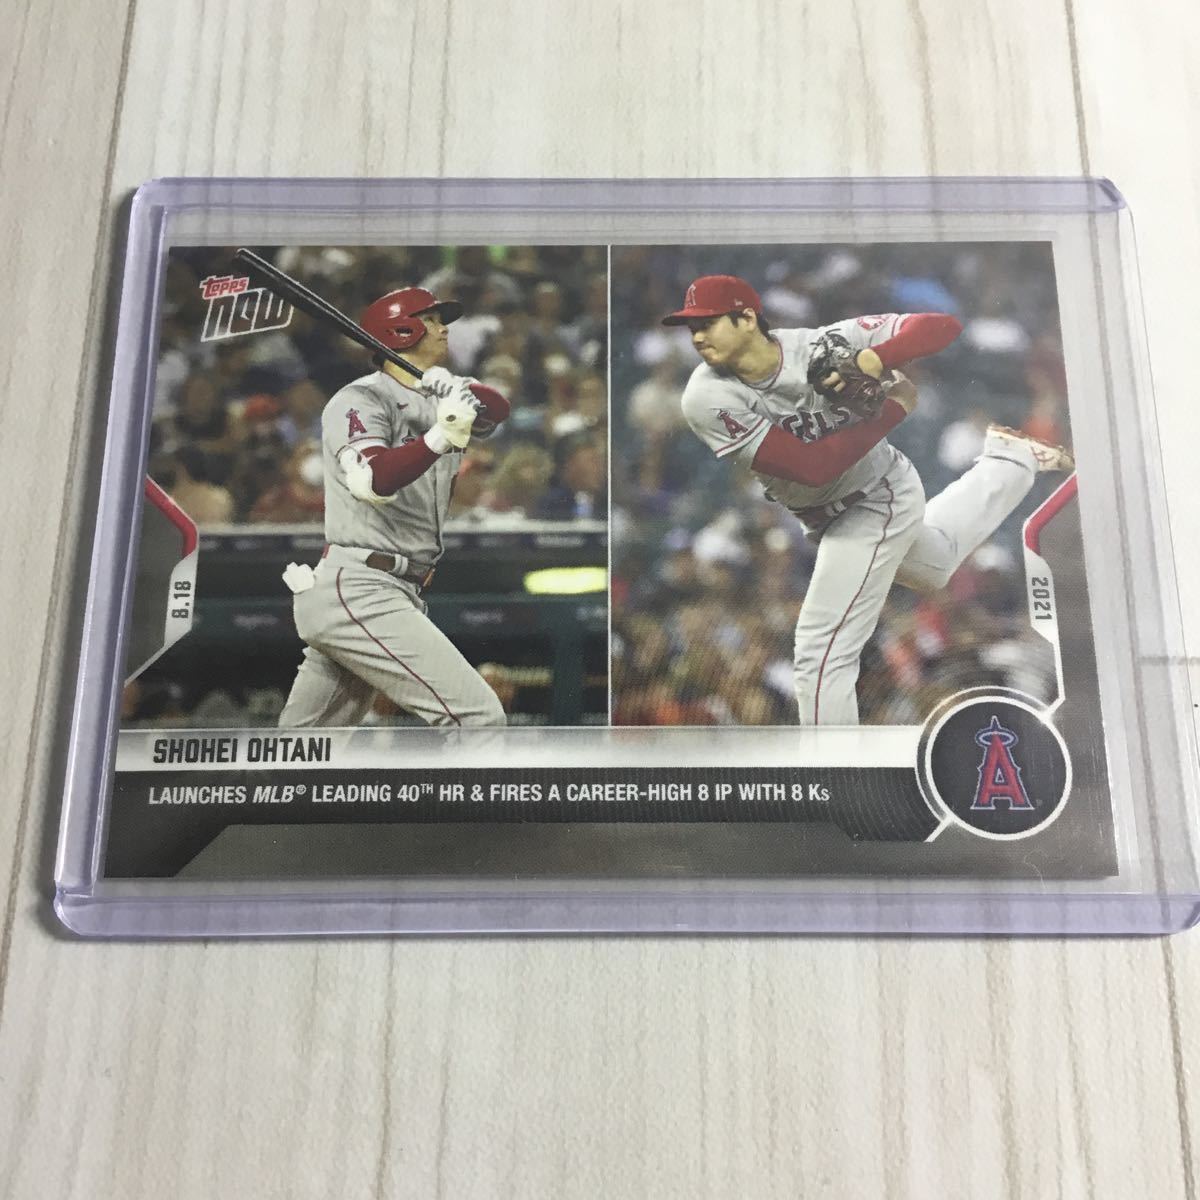 TOPPS
NOW
A
A
GELS
8.18
2021
SHOHEI OHTANI
LAUNCHES MLB® LEADING 40TH HR & FIRES A CAREER-HIGH 8 IP WITH 8 Ks
A